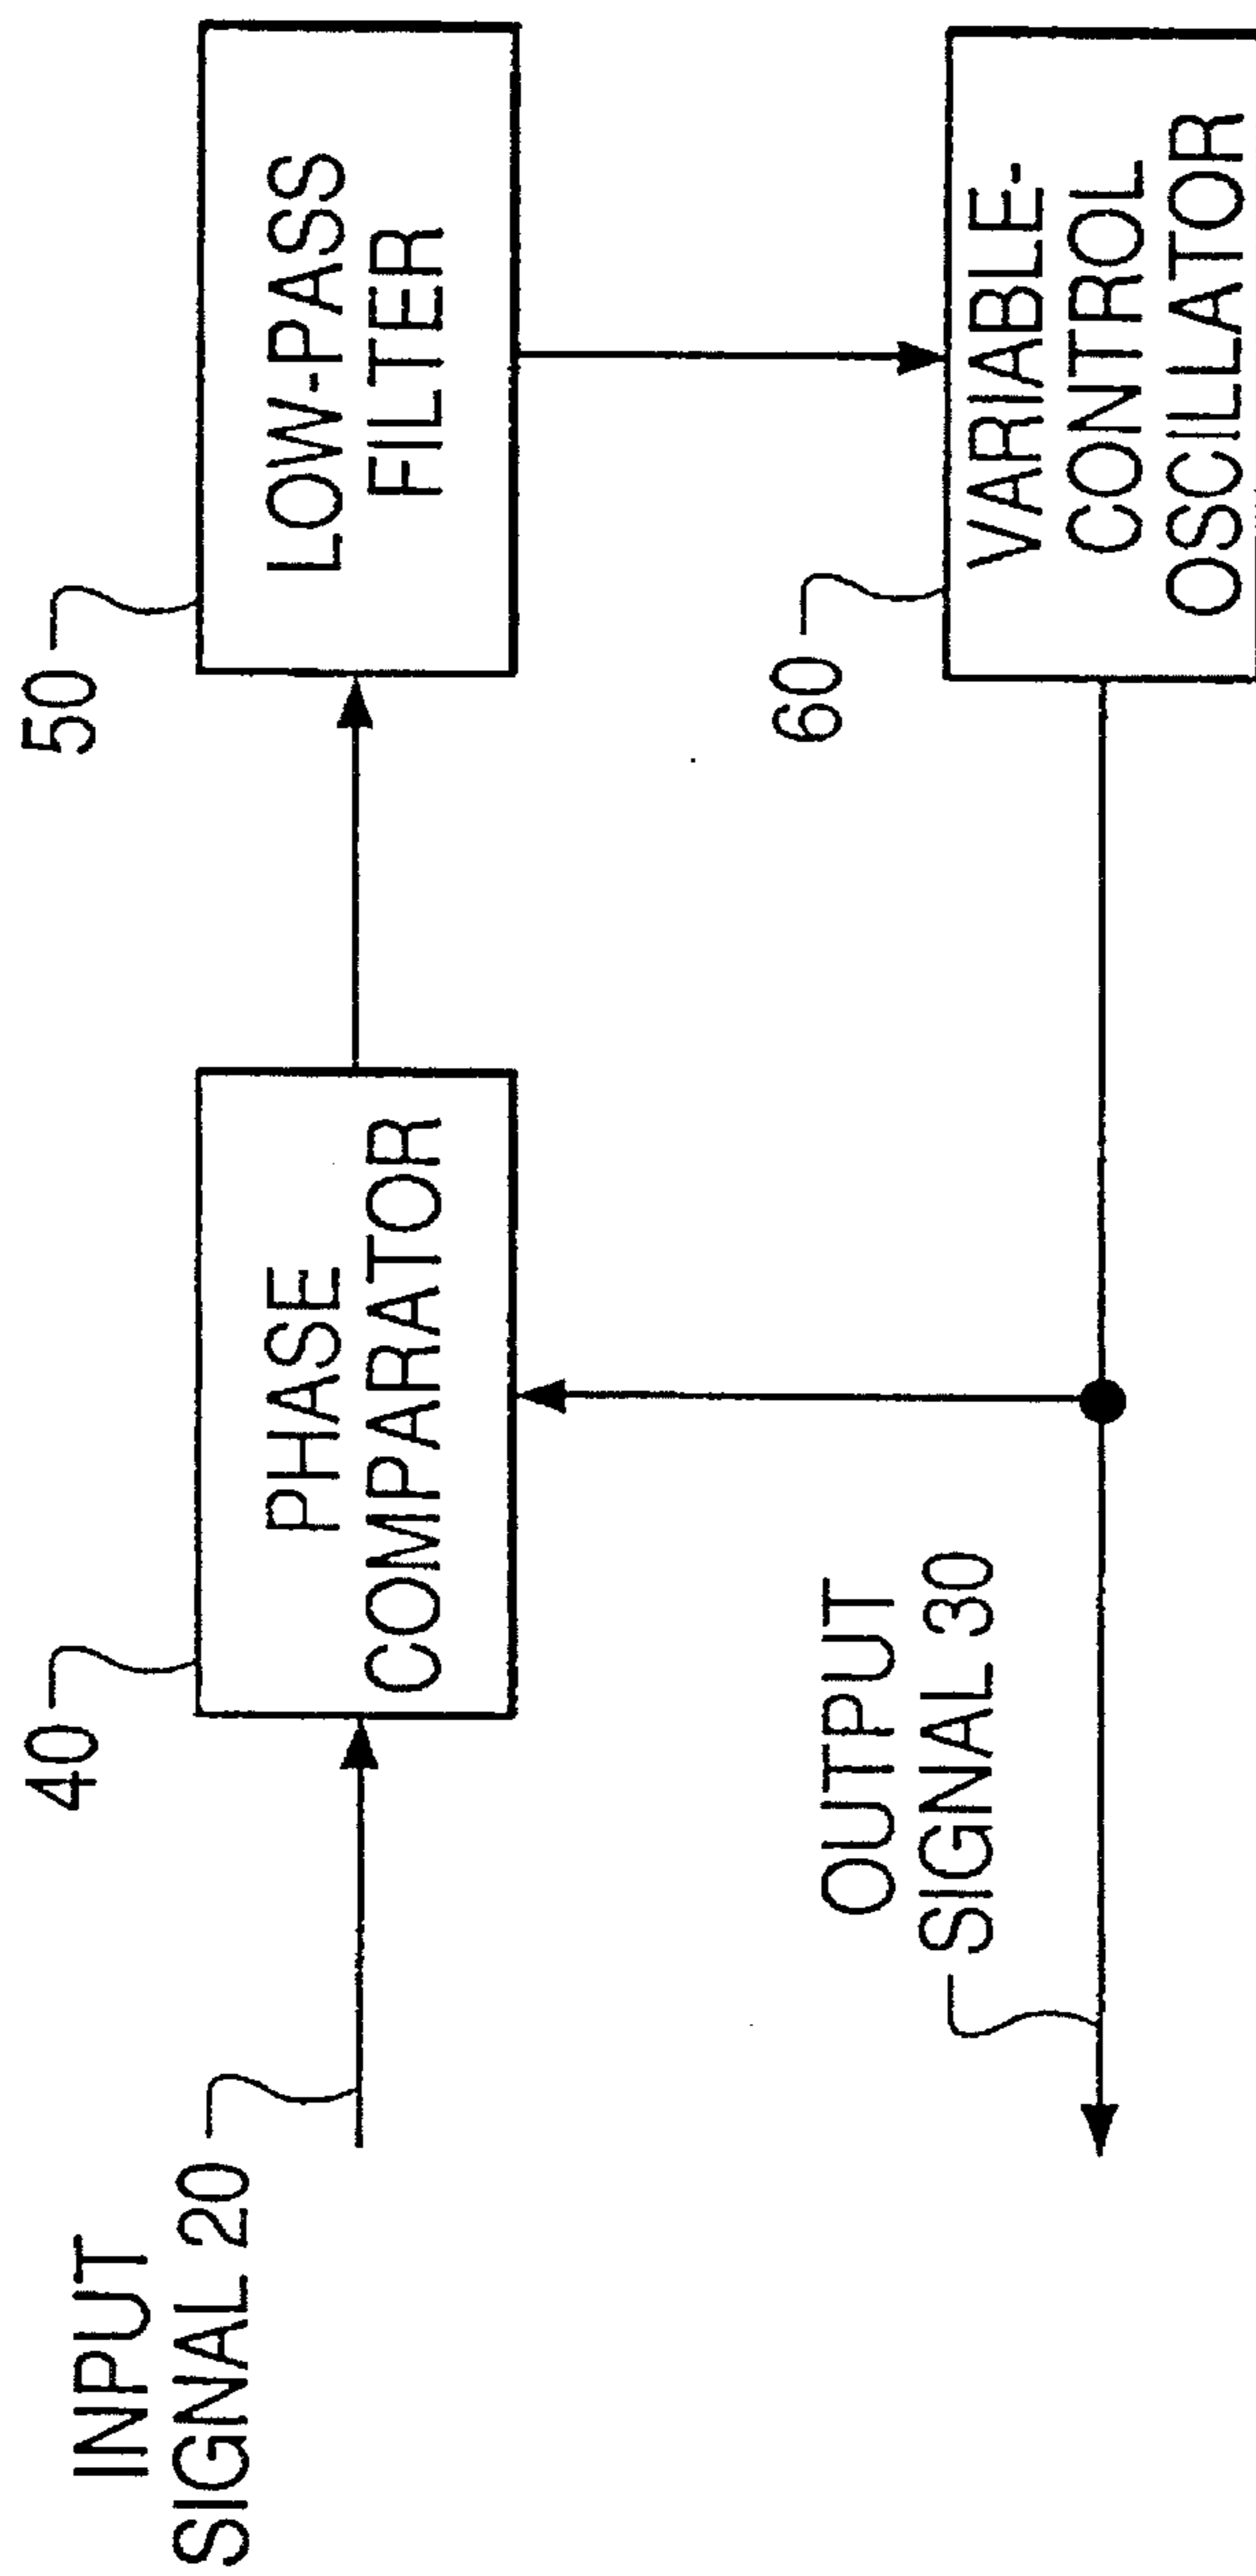 INPUT
SIGNAL 20
40
PHASE
COMPARATOR
50
LOW-PASS
FILTER
OUTPUT
SIGNAL 30
60
VARIABLE-
CONTROL
OSCILLATOR